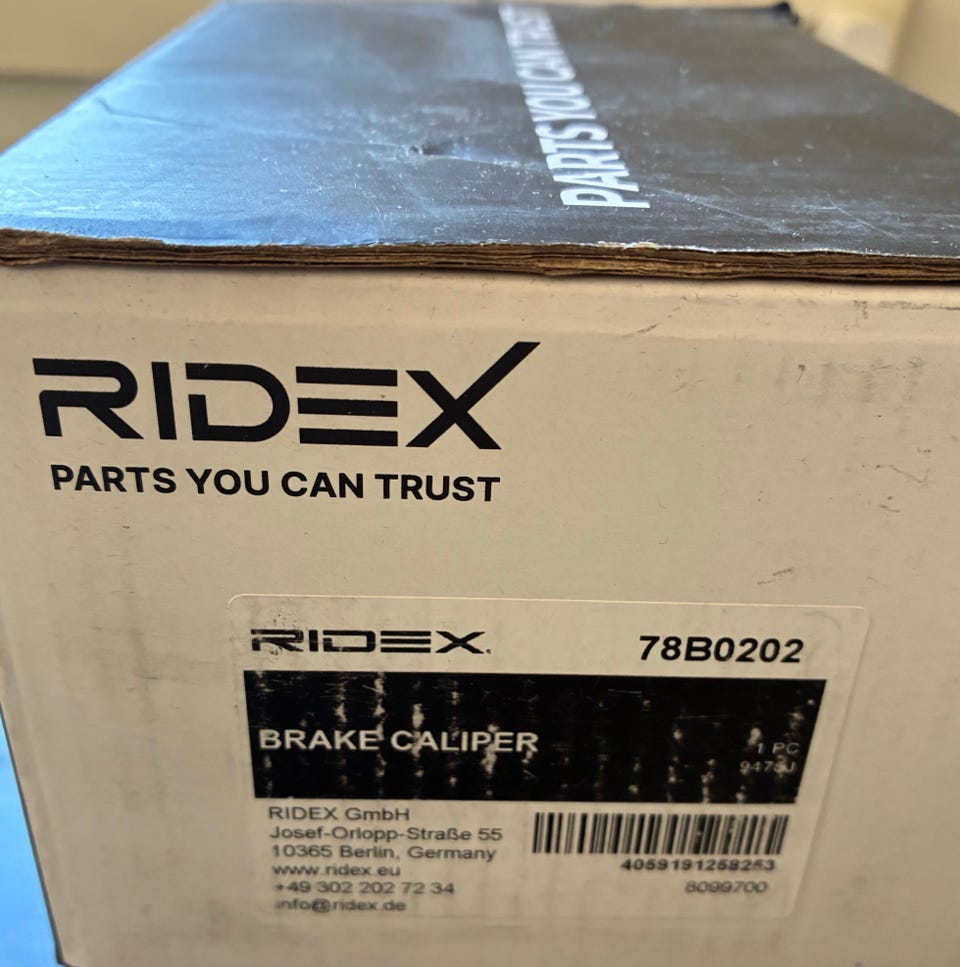 PARTS YOU CAN TRUST
RIDEX
PARTS YOU CAN TRUST
RIDEX
78B0202
BRAKE CALIPER
1 PC
9478J
RIDEX GmbH
Josef-Orlopp-Straße 55
10365 Berlin, Germany
www.ridex.eu
+49 302 202 72 34
info@ridex.de
4059191258253
8099700